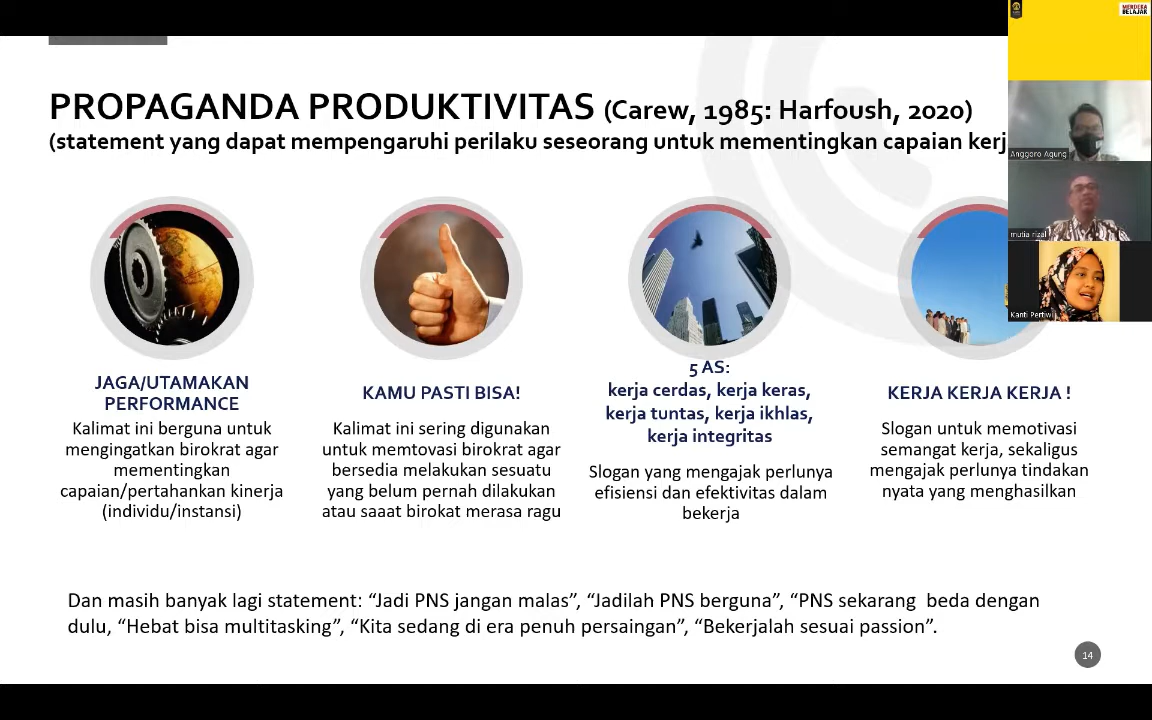 MERDEKA
BELAJAR
PROPAGANDA PRODUKTIVITAS (Carew, 1985: Harfoush, 2020)
(statement yang dapat mempengaruhi perilaku seseorang untuk mementingkan capaian kerj
Anggoro Agung
mutia rizal
Kanti Pertiwi
JAGA/UTAMAKAN
PERFORMANCE
Kalimat ini berguna untuk
mengingatkan birokrat agar
mementingkan
capaian/pertahankan kinerja
(individu/instansi)
KAMU PASTI BISA!
Kalimat ini sering digunakan
untuk memtovasi birokrat agar
bersedia melakukan sesuatu
yang belum pernah dilakukan
atau saaat birokat merasa ragu
5 AS:
kerja cerdas, kerja keras,
kerja tuntas, kerja ikhlas,
kerja integritas
Slogan yang mengajak perlunya
efisiensi dan efektivitas dalam
bekerja
KERJA KERJA KERJA !
Slogan untuk memotivasi
semangat kerja, sekaligus
mengajak perlunya tindakan
nyata yang menghasilkan
Dan masih banyak lagi statement: “Jadi PNS jangan malas”, “Jadilah PNS berguna”, “PNS sekarang beda dengan
dulu, “Hebat bisa multitasking”, “Kita sedang di era penuh persaingan”, “Bekerjalah sesuai passion”.
14